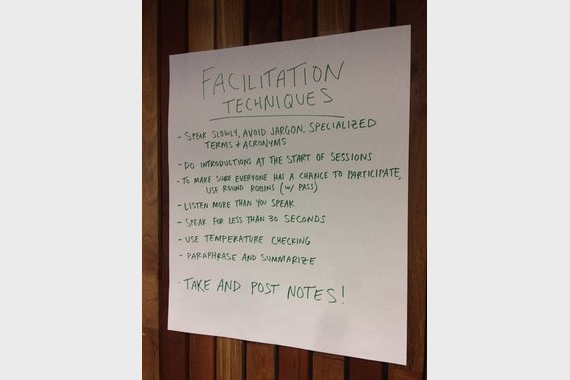 FACILITATION
TECHNIQUES
- SPEAK SLOWLY, AVOID JARGON, SPECIALIZED
TERMS + ACRONYMS
- DO INTRODUCTIONS AT THE START OF SESSIONS
- TO MAKE SURE EVERYONE HAS A CHANCE TO PARTICIPATE,
USE ROUND ROBINS (W/ PASS)
- LISTEN MORE THAN YOU SPEAK
- SPEAK FOR LESS THAN 30 SECONDS
- USE TEMPERATURE CHECKING
- PARAPHRASE AND SUMMARIZE
- TAKE AND POST NOTES!